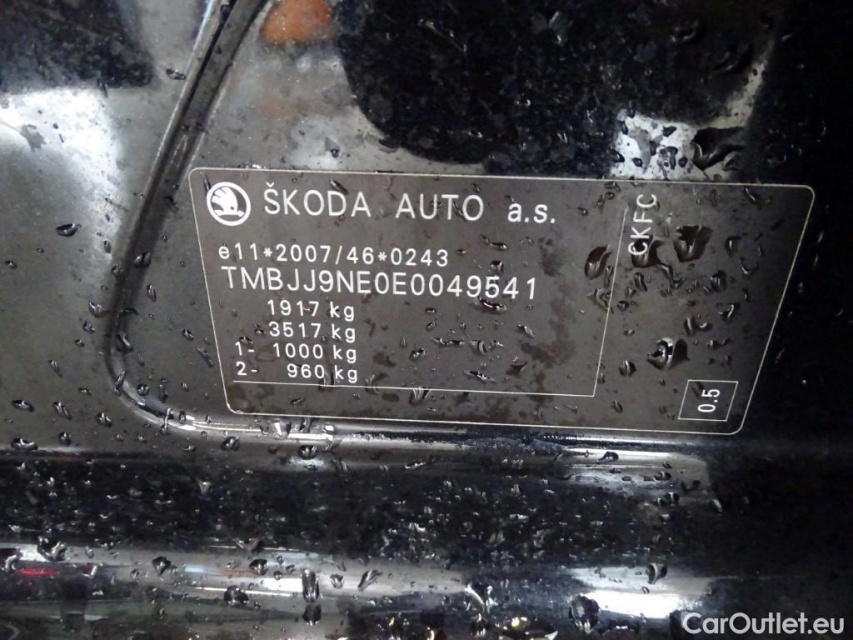 ŠKODA AUTO a.s.
e11*2007/46*0243
TMBJJ9NE0E0049541
1917 kg
3517 kg
1- 1000 kg
2- 960 kg
CKFC
0.5
CarOutlet.eu